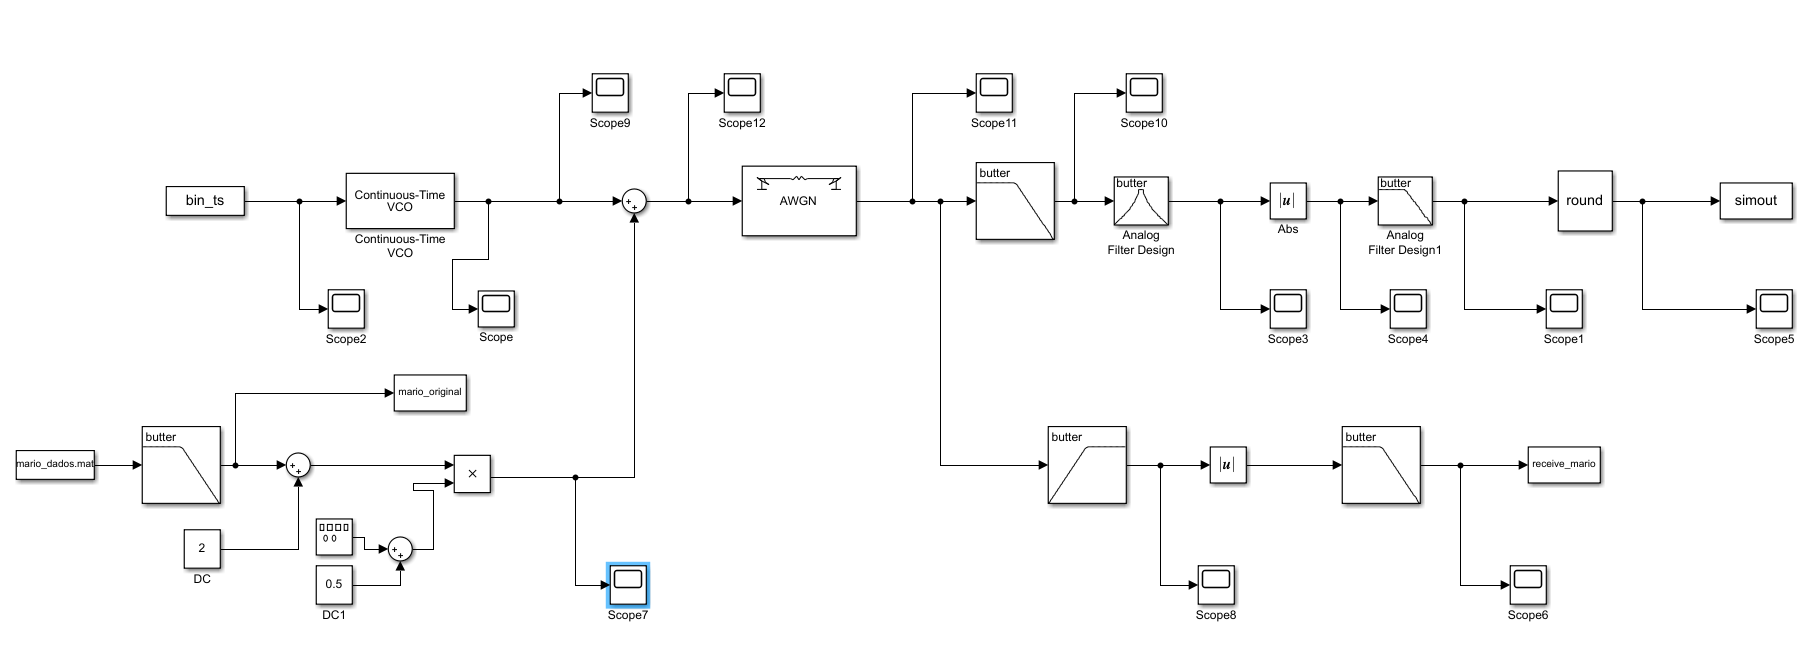 Scope9
Scope12
Scope11
Scope10
bin_ts
Continuous-Time
VCO
Continuous-Time
VCO
+
+
AWGN
butter
butter
Analog
Filter Design
|u|
Abs
butter
Analog
Filter Design1
round
simout
Scope2
Scope
Scope3
Scope4
Scope1
Scope5
mario_original
mario_dados.mat
butter
+
+
×
butter
|u|
butter
receive_mario
2
DC
+
+
0.5
DC1
Scope7
Scope8
Scope6